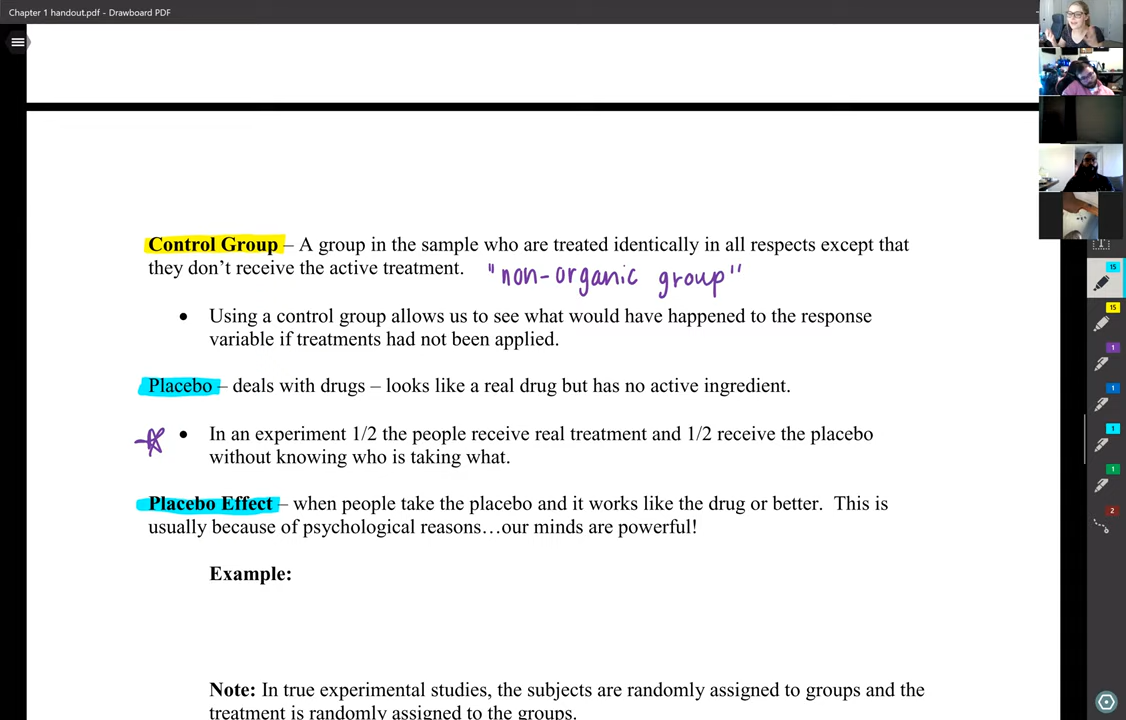 Chapter 1 handout.pdf - Drawboard PDF
Control Group – A group in the sample who are treated identically in all respects except that
they don't receive the active treatment. "non-organic group"
• Using a control group allows us to see what would have happened to the response
variable if treatments had not been applied.
Placebo – deals with drugs – looks like a real drug but has no active ingredient.
• In an experiment 1/2 the people receive real treatment and 1/2 receive the placebo
without knowing who is taking what.
Placebo Effect – when people take the placebo and it works like the drug or better. This is
usually because of psychological reasons…our minds are powerful!
Example:
Note: In true experimental studies, the subjects are randomly assigned to groups and the
treatment is randomly assigned to the groups.
T
15
15
1
1
1
1
2